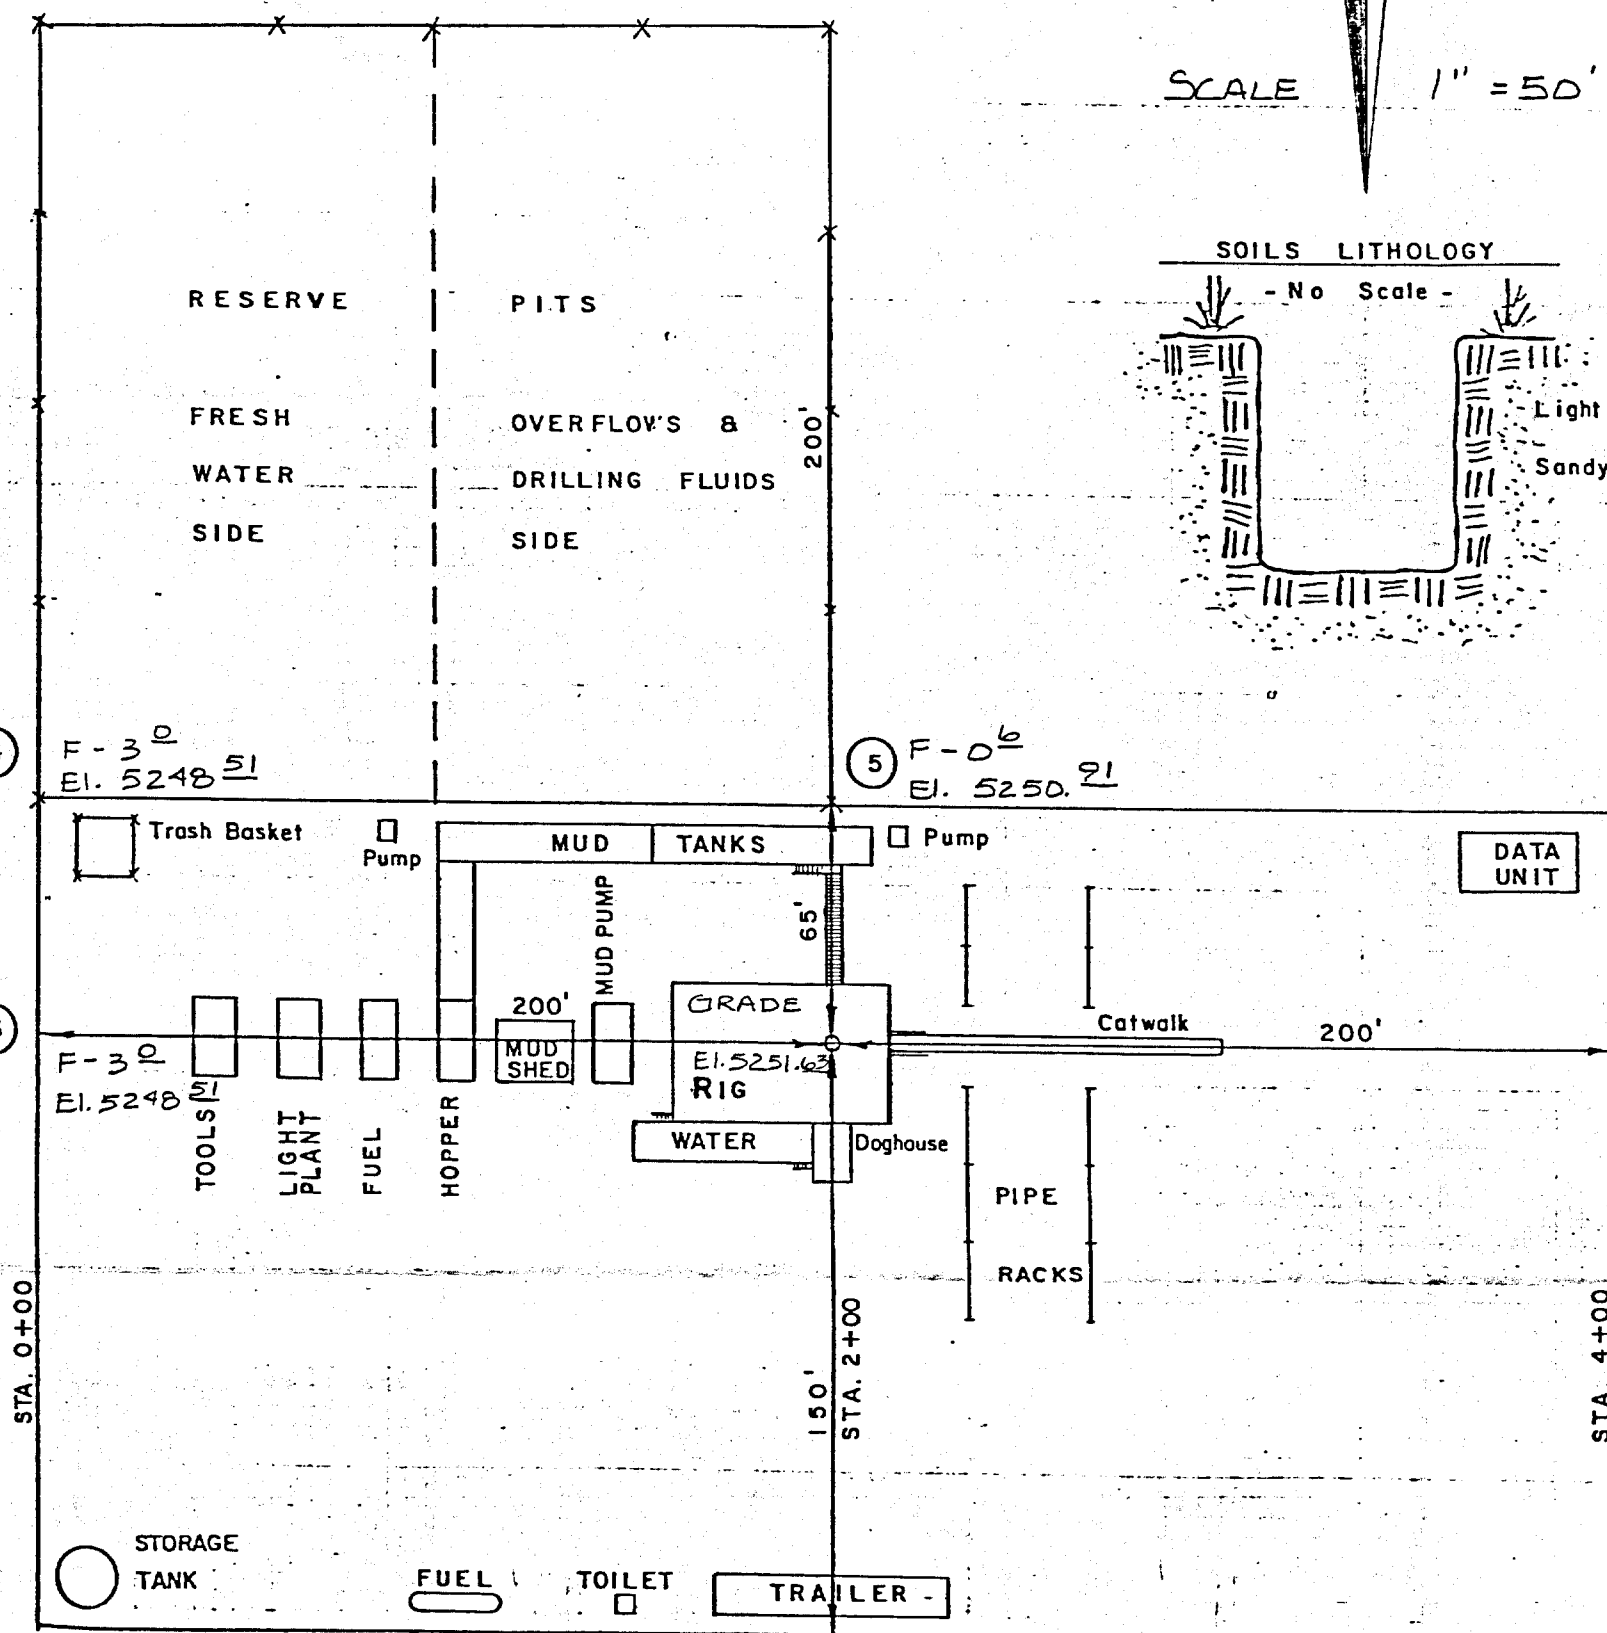 SCALE 1" = 50'
SOILS LITHOLOGY
- No Scale -
Light
Sandy
RESERVE PITS
FRESH
WATER
SIDE
OVERFLOWS &
DRILLING FLUIDS
SIDE
200'
F - 3 0
El. 5248 51
5
F - 0 6
El. 5250. 91
Trash Basket
Pump
MUD TANKS
Pump
DATA
UNIT
MUD PUMP
65'
200'
GRADE
El. 5251.63
RIG
MUD
SHED
Catwalk
200'
F - 3 0
El. 5248 51
TOOLS
LIGHT
PLANT
FUEL
HOPPER
WATER
Doghouse
PIPE
RACKS
STA. 0+00
150'
STA. 2+00
STA. 4+00
STORAGE
TANK
FUEL
TOILET
TRAILER